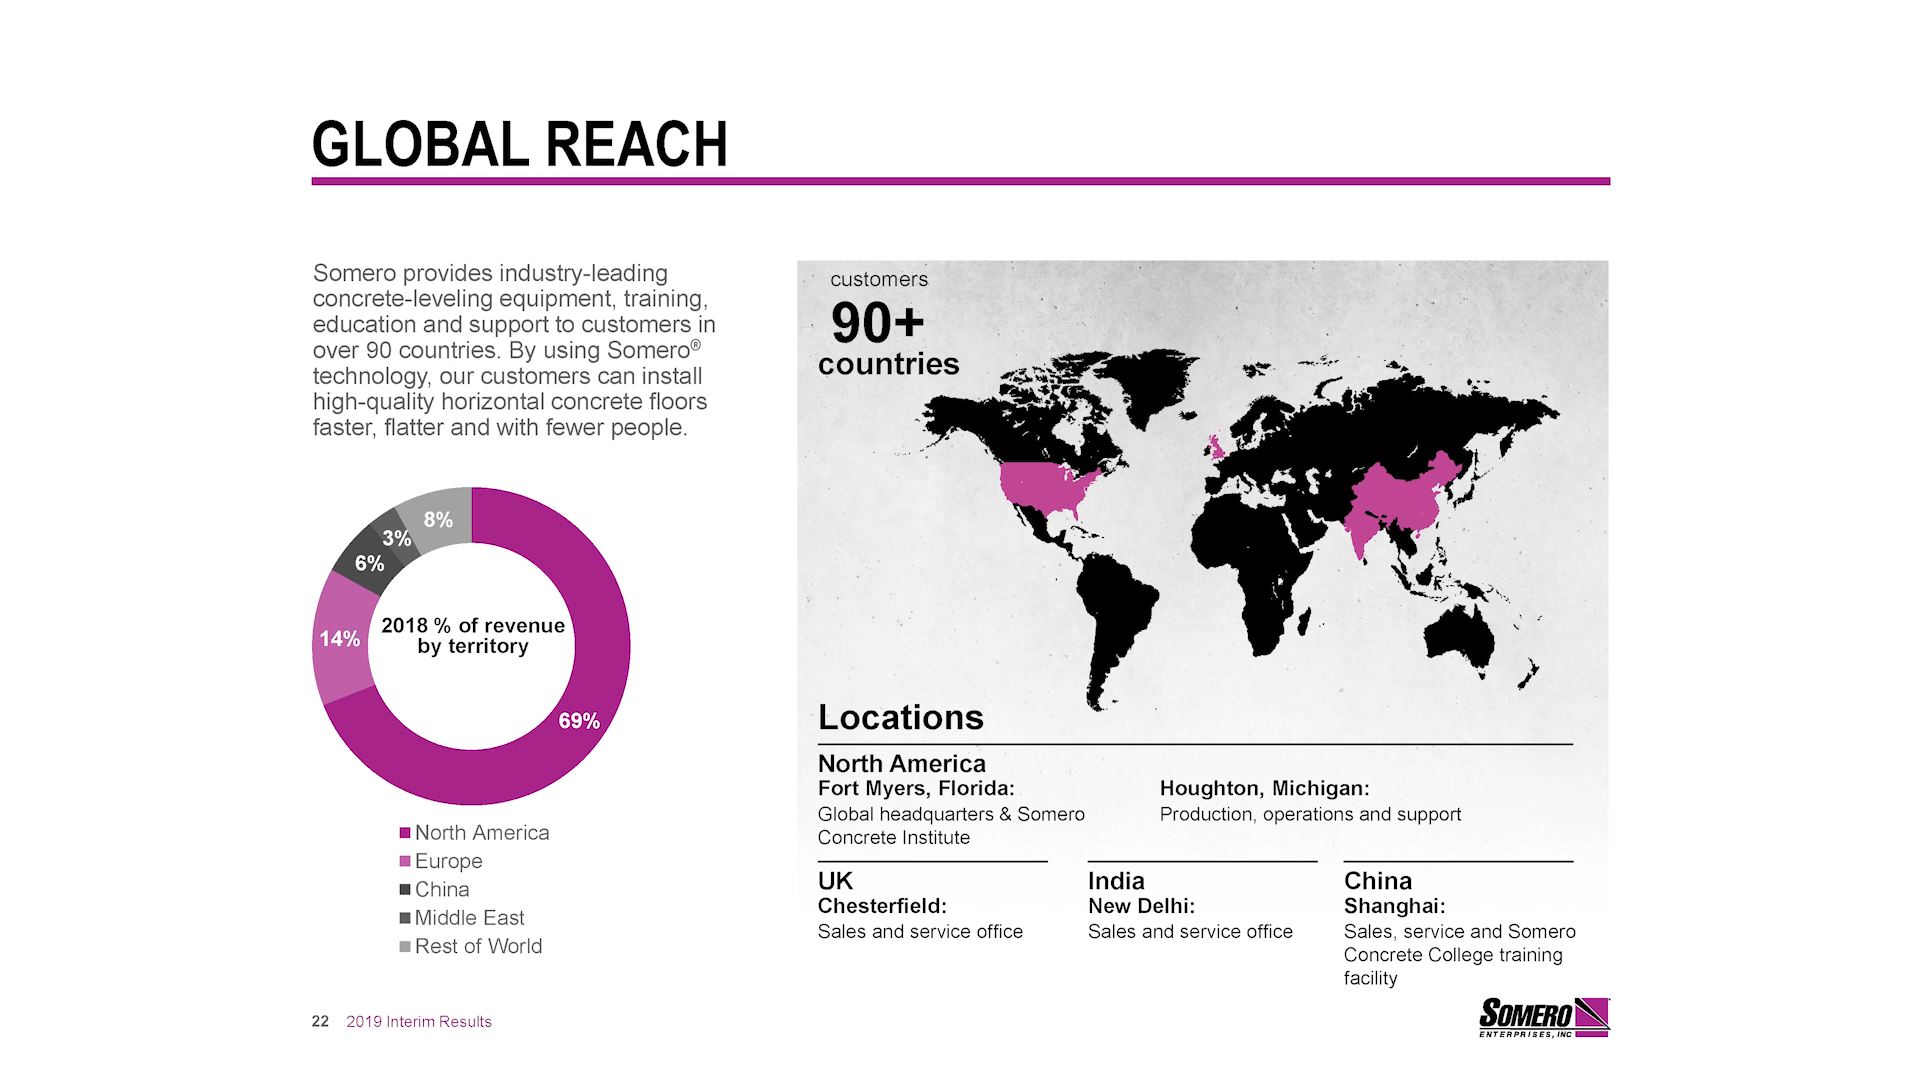 GLOBAL REACH
Somero provides industry-leading
concrete-leveling equipment, training,
education and support to customers in
over 90 countries. By using Somero®
technology, our customers can install
high-quality horizontal concrete floors
faster, flatter and with fewer people.
8%
3%
6%
14%
69%
2018 % of revenue
by territory
North America
Europe
China
Middle East
Rest of World
customers
90+
countries
Locations
North America
Fort Myers, Florida:
Global headquarters & Somero
Concrete Institute
Houghton, Michigan:
Production, operations and support
UK
Chesterfield:
Sales and service office
India
New Delhi:
Sales and service office
China
Shanghai:
Sales, service and Somero
Concrete College training
facility
22 2019 Interim Results
SOMERO
ENTERPRISES, INC